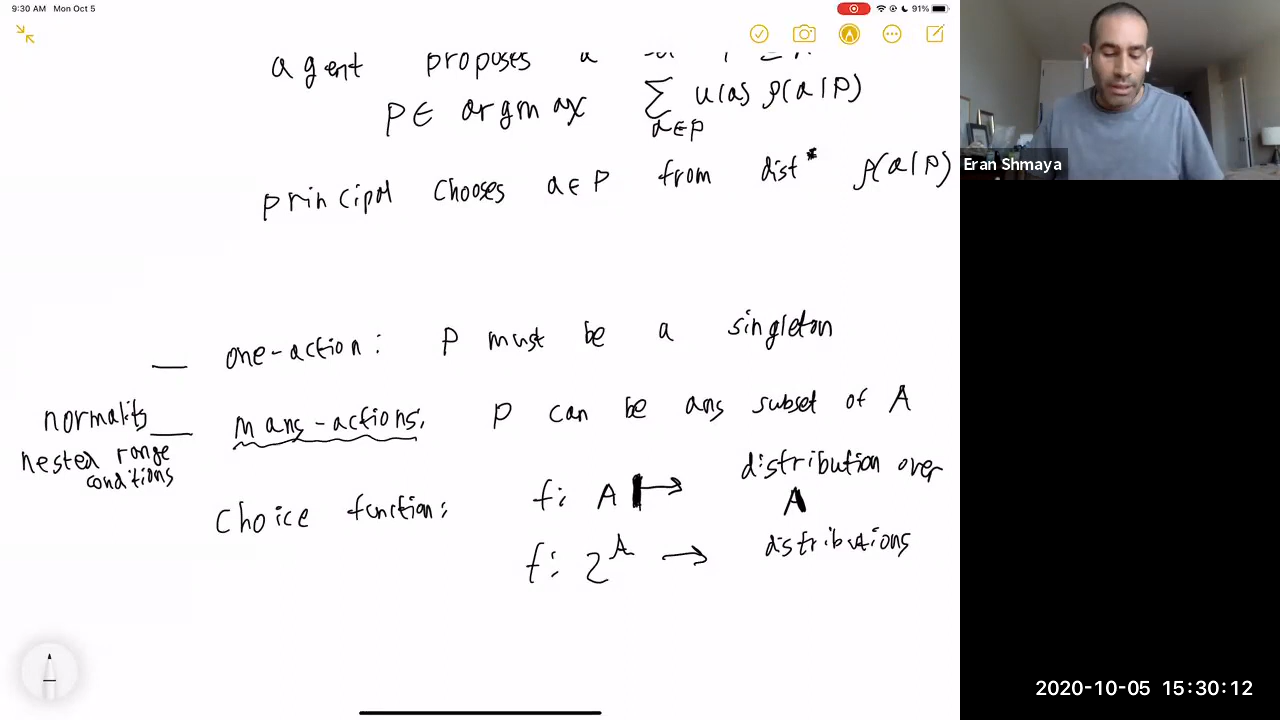 9:30 AM Mon Oct 5
91%
agent proposes a
P ∈ argmax ∑ u(a) ρ(a|P)
a∈P
principal chooses a∈P from dist ρ(a|P)
Eran Shmaya
one-action: P must be a singleton
normality
many-actions: P can be any subset of A
nested range
conditions
distribution over
Choice function: f: A ↦ A
f: 2^A → distributions
2020-10-05 15:30:12